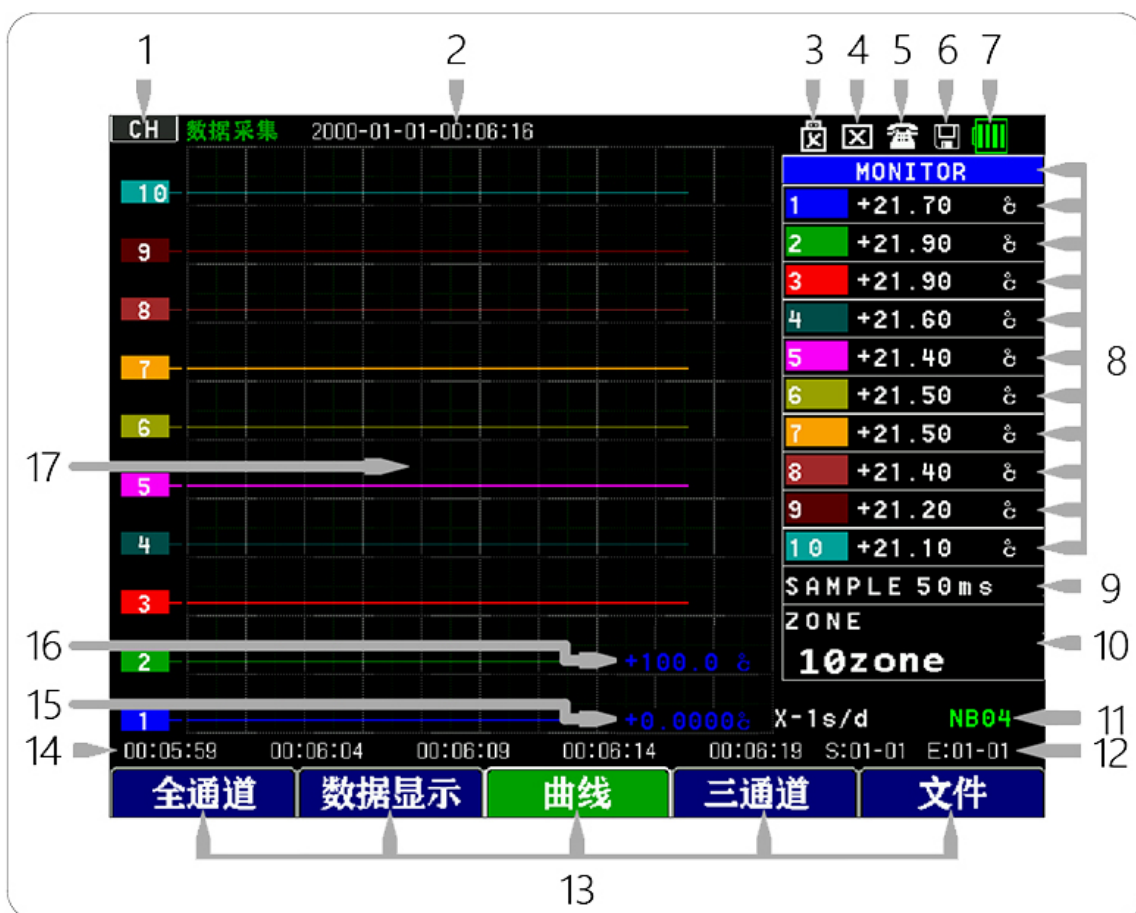 1 2 3 4 5 6 7
CH 数据采集 2000-01-01-00:06:16
MONITOR
10
1 +21.70 ℃
9
2 +21.90 ℃
3 +21.90 ℃
8
4 +21.60 ℃
7
5 +21.40 ℃
8
6
6 +21.50 ℃
7 +21.50 ℃
17
5
8 +21.40 ℃
9 +21.20 ℃
4
10 +21.10 ℃
3
SAMPLE 50ms 9
ZONE
16
2 +100.0 ℃
10zone 10
15
1 +0.0000℃ X-1s/d NB04 11
14 00:05:59 00:06:04 00:06:09 00:06:14 00:06:19 S:01-01 E:01-01 12
全通道 数据显示 曲线 三通道 文件
13